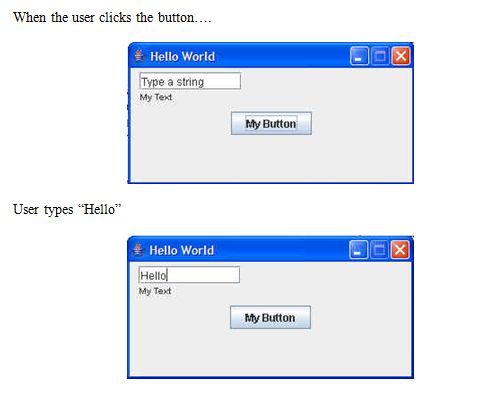 When the user clicks the button....
Hello World
Type a string
My Text
My Button
User types “Hello”
Hello World
Hello
My Text
My Button